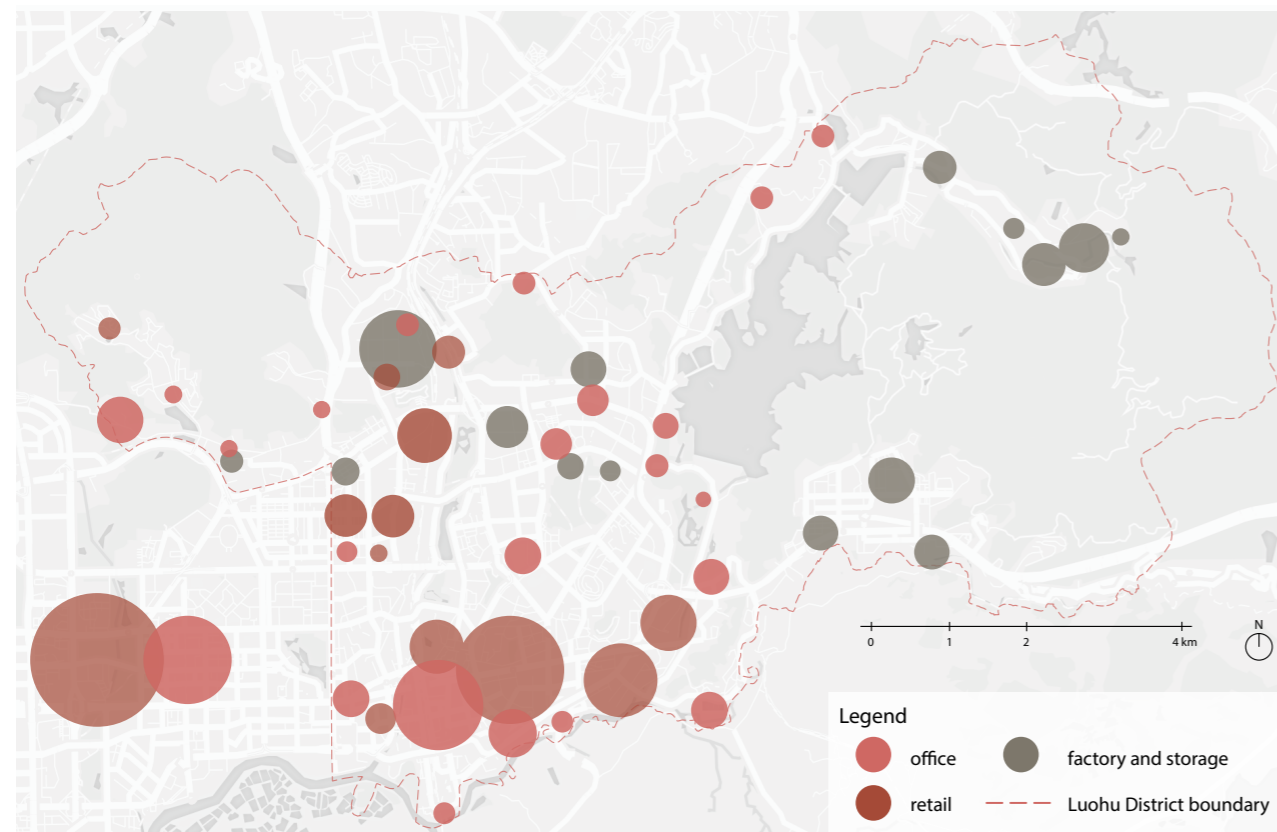 N
0 1 2 4 km
Legend
office
factory and storage
retail
Luohu District boundary